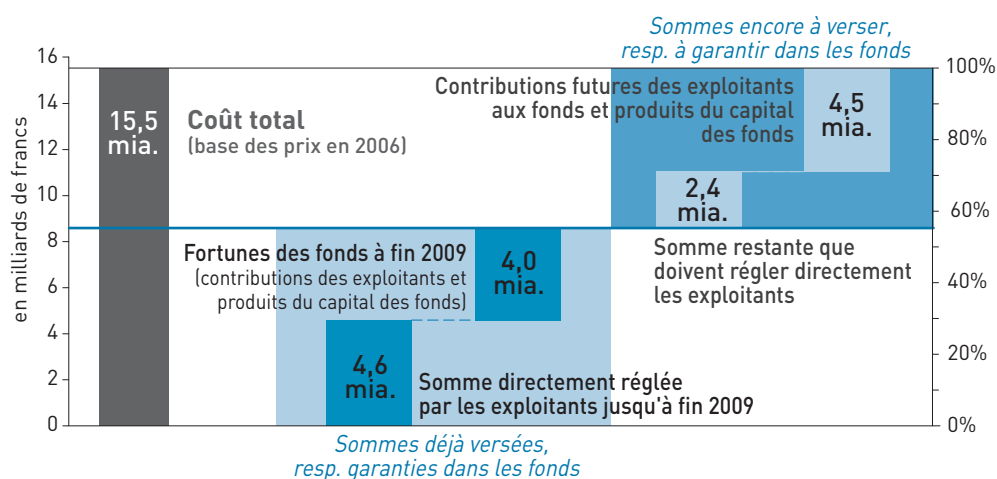 Sommes encore à verser,
resp. à garantir dans les fonds
en milliards de francs
16
14
12
10
8
6
4
2
0
100%
80%
60%
40%
20%
0%
15,5
mia.
Coût total
(base des prix en 2006)
Contributions futures des exploitants
aux fonds et produits du capital
des fonds
4,5
mia.
2,4
mia.
Somme restante que
doivent régler directement
les exploitants
Fortunes des fonds à fin 2009
(contributions des exploitants et
produits du capital des fonds)
4,0
mia.
4,6
mia.
Somme directement réglée
par les exploitants jusqu'à fin 2009
Sommes déjà versées,
resp. garanties dans les fonds